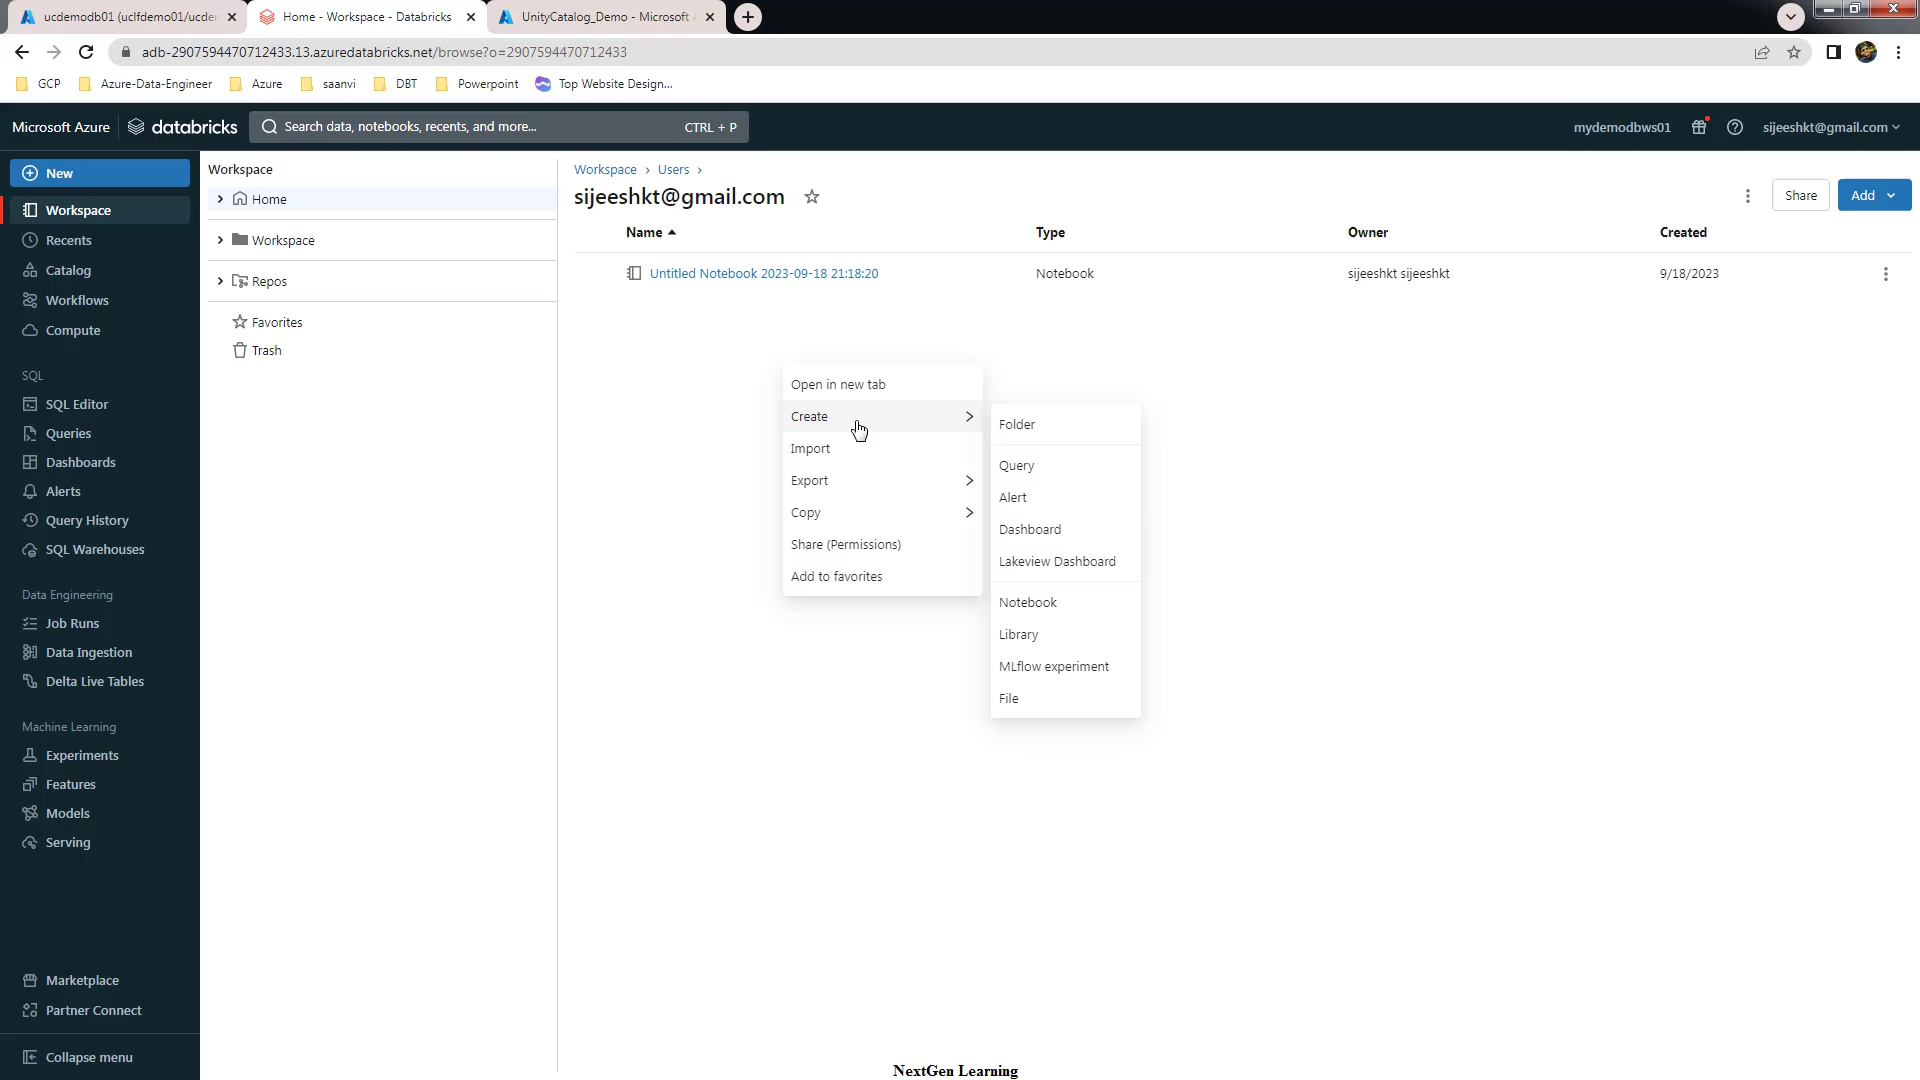 ucdemodb01 (uclfdemo01/ucder
Home - Workspace - Databricks
UnityCatalog_Demo - Microsoft
adb-2907594470712433.13.azuredatabricks.net/browse?o=2907594470712433
GCP
Azure-Data-Engineer
Azure
saanvi
DBT
Powerpoint
Top Website Design...
Microsoft Azure
databricks
Search data, notebooks, recents, and more...
CTRL + P
mydemodbws01
sijeeshkt@gmail.com
New
Workspace
Recents
Catalog
Workflows
Compute
SQL
SQL Editor
Queries
Dashboards
Alerts
Query History
SQL Warehouses
Data Engineering
Job Runs
Data Ingestion
Delta Live Tables
Machine Learning
Experiments
Features
Models
Serving
Marketplace
Partner Connect
Collapse menu
Workspace
Home
Workspace
Repos
Favorites
Trash
Workspace > Users >
sijeeshkt@gmail.com
Share
Add
Name Type Owner Created
Untitled Notebook 2023-09-18 21:18:20 Notebook sijeeshkt sijeeshkt 9/18/2023
Open in new tab
Create
Import
Export
Copy
Share (Permissions)
Add to favorites
Folder
Query
Alert
Dashboard
Lakeview Dashboard
Notebook
Library
MLflow experiment
File
NextGen Learning